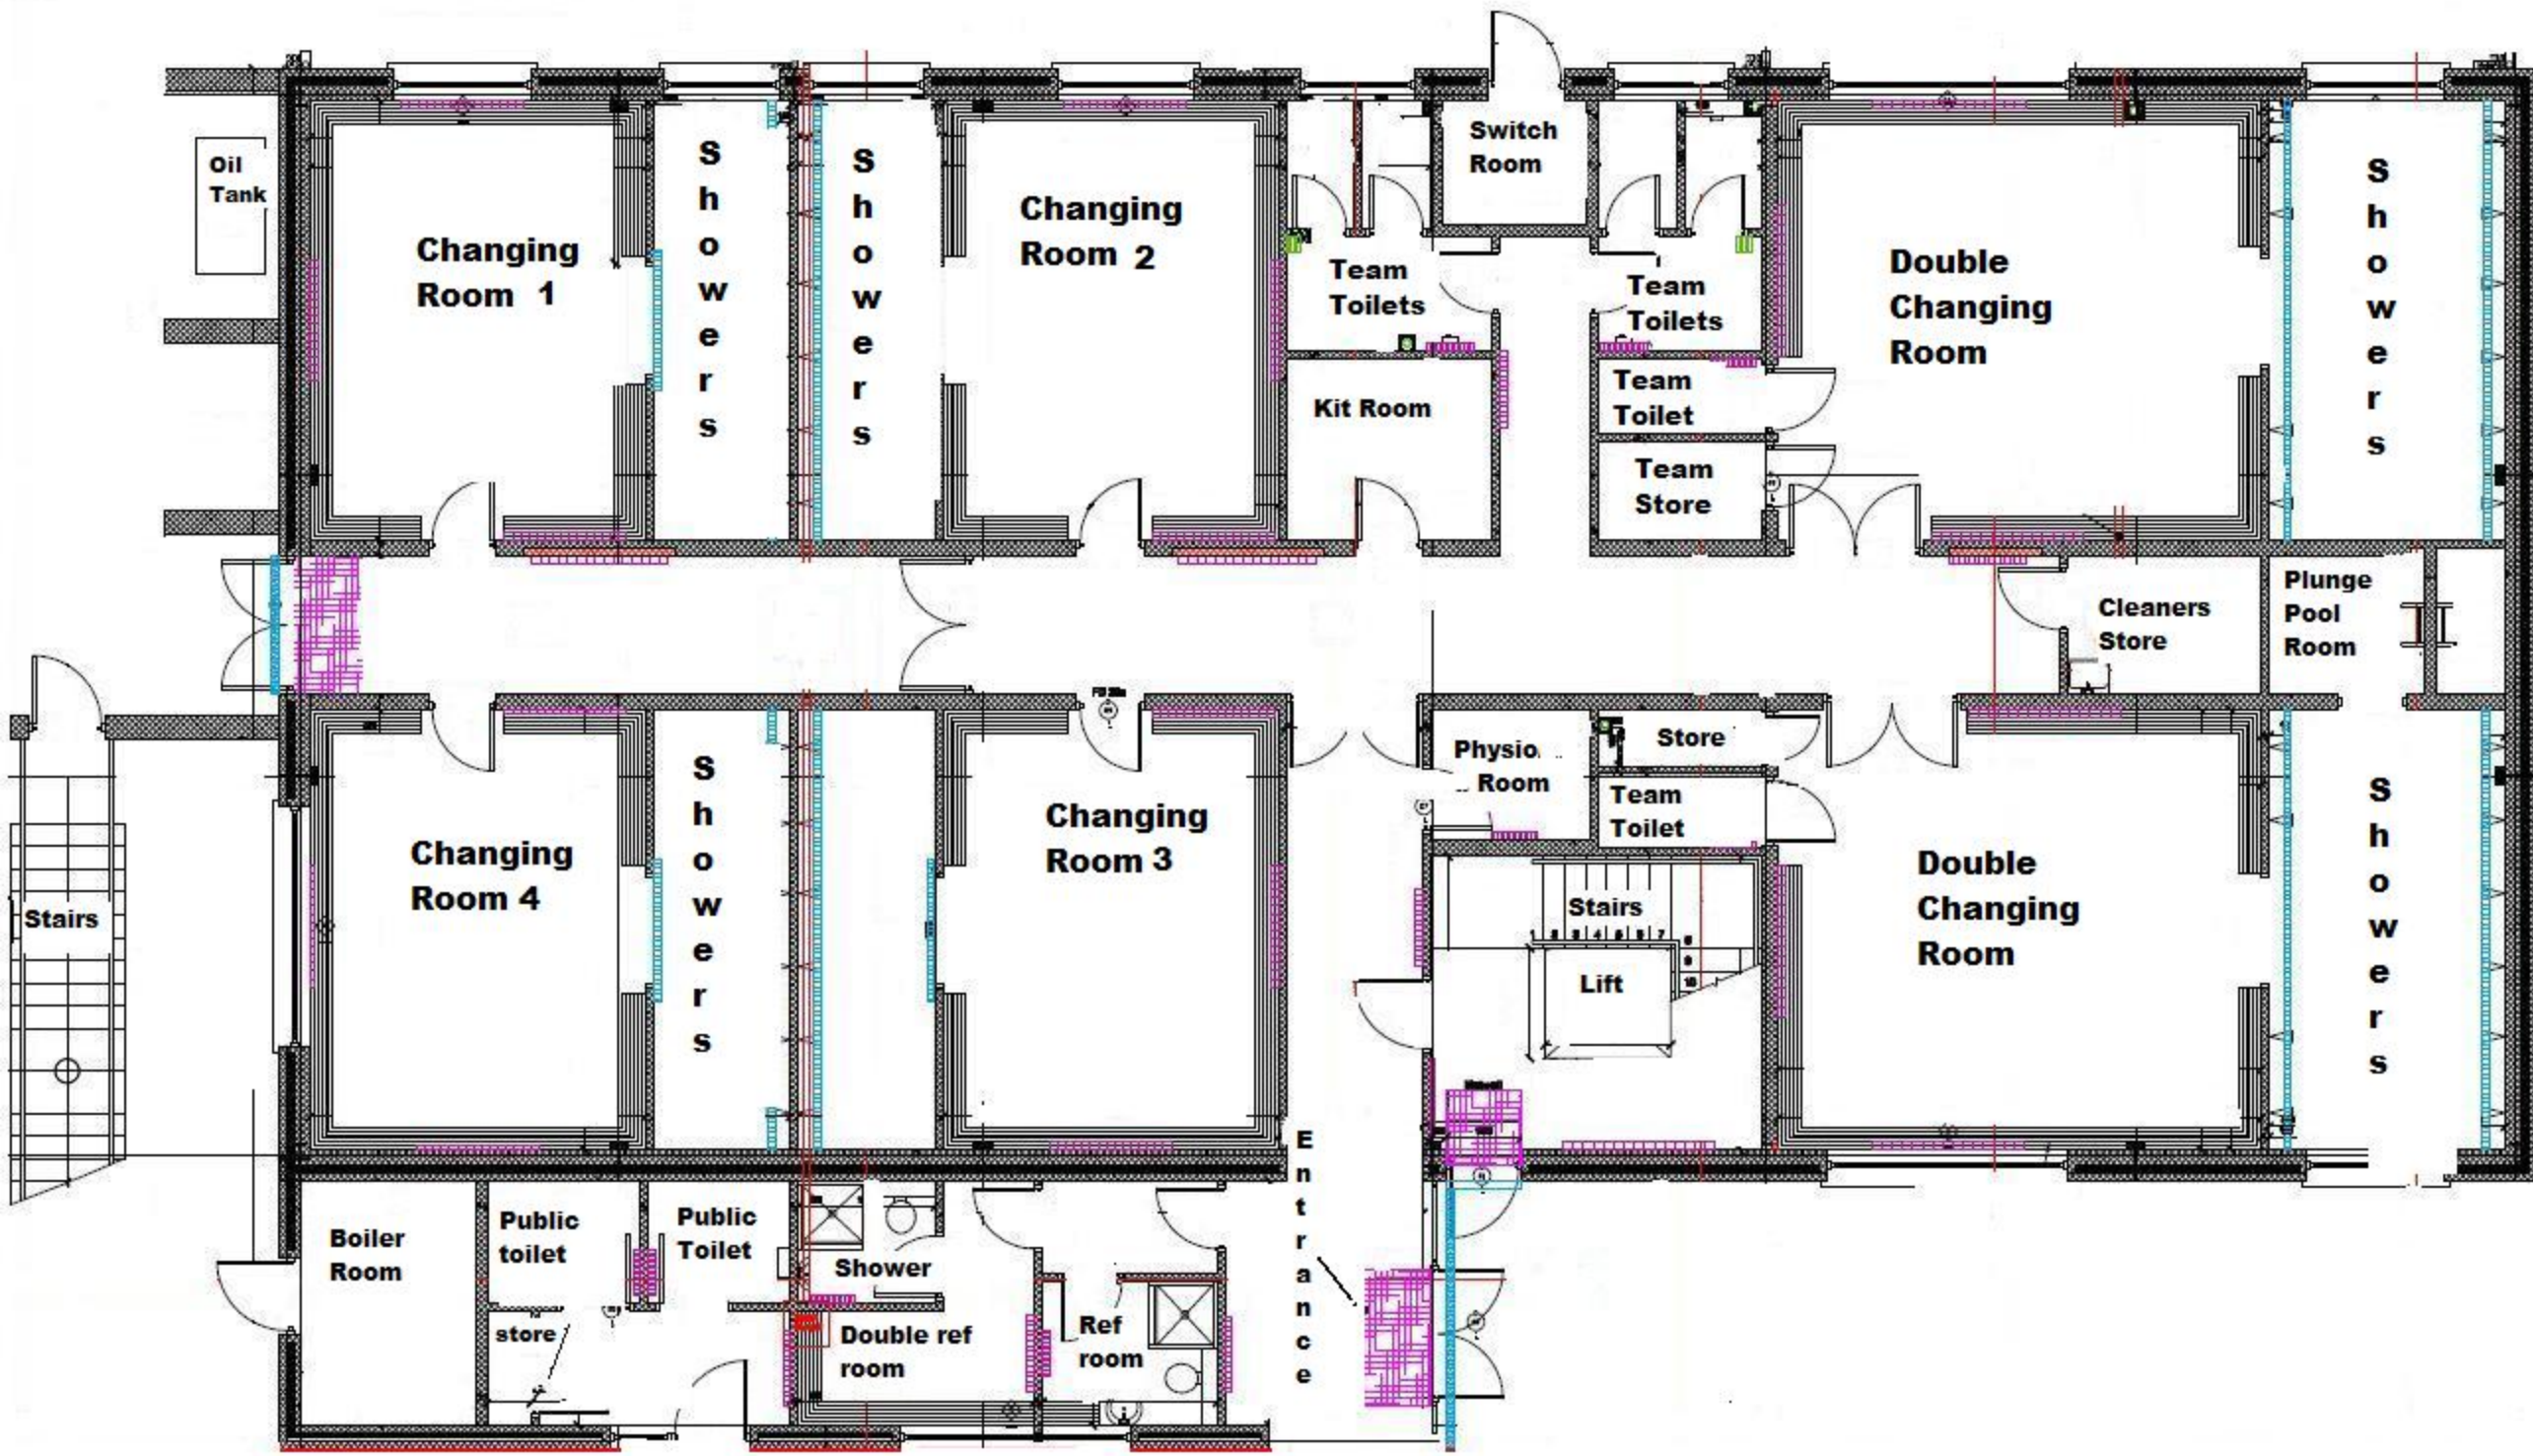 Oil
Tank
Changing
Room 1
Showers
Showers
Changing
Room 2
Team
Toilets
Switch
Room
Team
Toilets
Kit Room
Team
Toilet
Team
Store
Double
Changing
Room
Showers
Cleaners
Store
Plunge
Pool
Room
Stairs
Changing
Room 4
Showers
Changing
Room 3
Physio
Room
Store
Team
Toilet
Stairs
1 2 3 4 5 6 7
8
9
10
Lift
Double
Changing
Room
Showers
Entrance
Boiler
Room
Public
toilet
Public
Toilet
store
Shower
Double ref
room
Ref
room